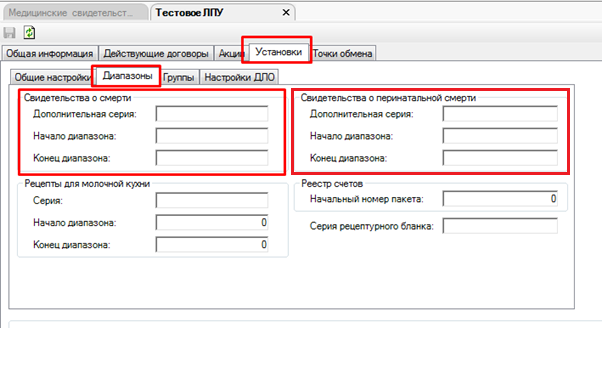 Медицинские свидетельст...
Тестовое ЛПУ
Общая информация Действующие договоры Акции Установки Точки обмена
Общие настройки Диапазоны Группы Настройки ДЛО
Свидетельства о смерти
Дополнительная серия:
Начало диапазона:
Конец диапазона:
Свидетельства о перинатальной смерти
Дополнительная серия:
Начало диапазона:
Конец диапазона:
Рецепты для молочной кухни
Серия:
Начало диапазона: 0
Конец диапазона: 0
Реестр счетов
Начальный номер пакета: 0
Серия рецептурного бланка: